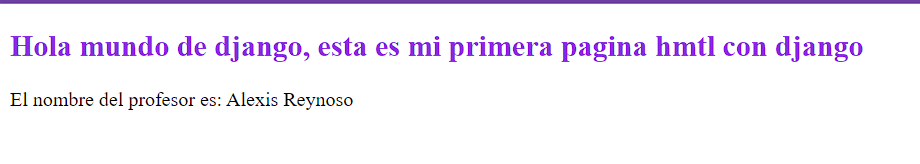 Hola mundo de django, esta es mi primera pagina hmtl con django
El nombre del profesor es: Alexis Reynoso